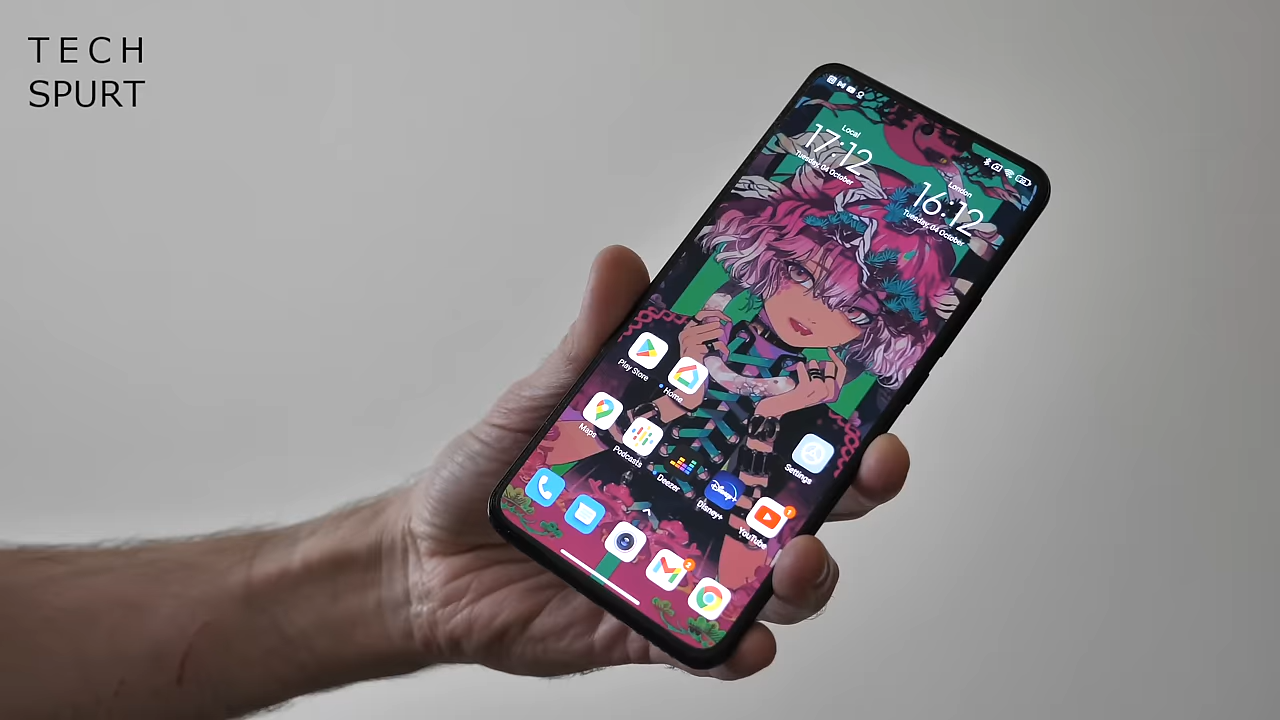 TECH
SPURT
Local
17:12
Tuesday, 04 October
London
16:12
Tuesday, 04 October
Play Store
Home
Maps
Podcasts
Deezer
Disney+
Disney+
Settings
YouTube